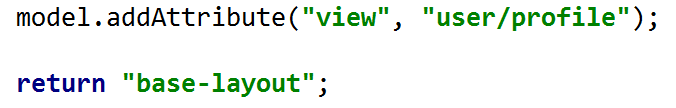 model.addAttribute("view", "user/profile");
return "base-layout";